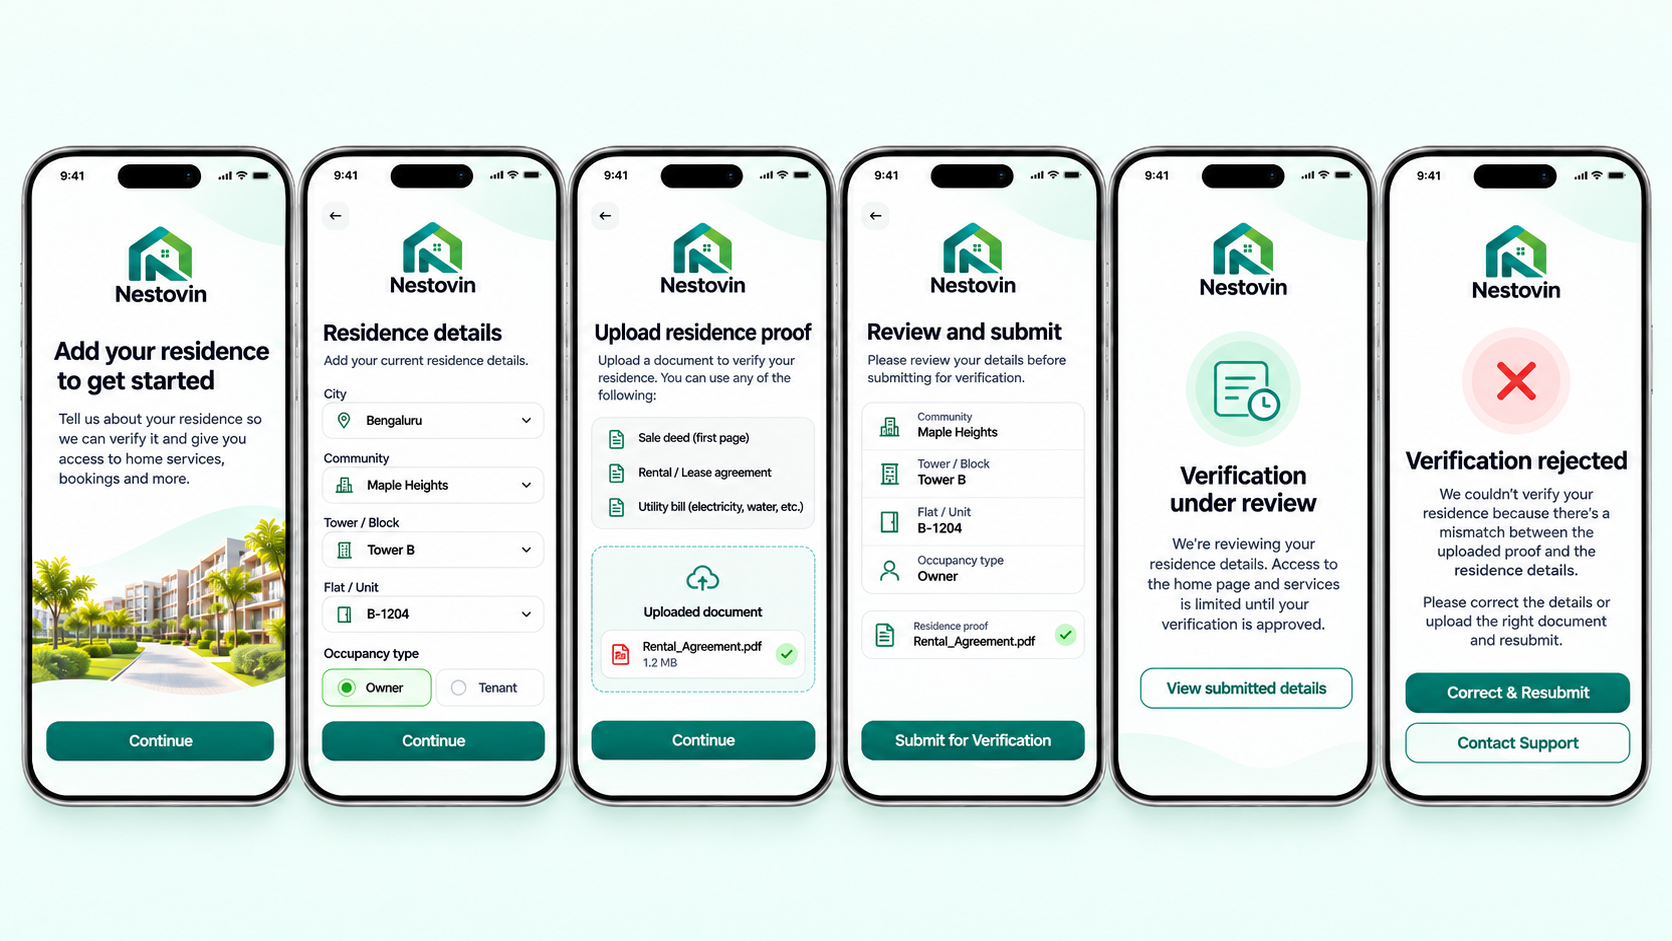 9:41
Nestovin
Add your residence
to get started
Tell us about your residence so
we can verify it and give you
access to home services,
bookings and more.
Continue
9:41
Nestovin
Residence details
Add your current residence details.
City
Bengaluru
Community
Maple Heights
Tower / Block
Tower B
Flat / Unit
B-1204
Occupancy type
Owner
Tenant
Continue
9:41
Nestovin
Upload residence proof
Upload a document to verify your
residence. You can use any of the
following:
Sale deed (first page)
Rental / Lease agreement
Utility bill (electricity, water, etc.)
Uploaded document
Rental_Agreement.pdf
1.2 MB
Continue
9:41
Nestovin
Review and submit
Please review your details before
submitting for verification.
Community
Maple Heights
Tower / Block
Tower B
Flat / Unit
B-1204
Occupancy type
Owner
Residence proof
Rental_Agreement.pdf
Submit for Verification
9:41
Nestovin
Verification
under review
We're reviewing your
residence details. Access to
the home page and services
is limited until your
verification is approved.
View submitted details
9:41
Nestovin
Verification rejected
We couldn't verify your
residence because there's a
mismatch between the
uploaded proof and the
residence details.
Please correct the details or
upload the right document
and resubmit.
Correct & Resubmit
Contact Support